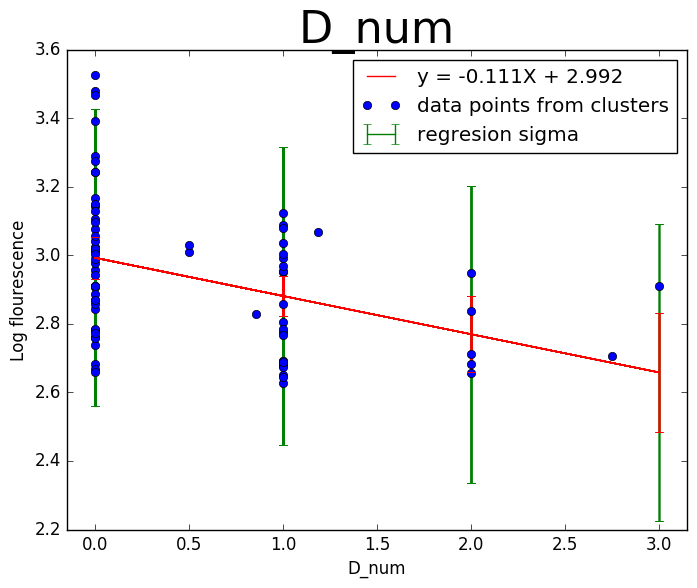 D_num
3.6
3.4
3.2
3.0
2.8
2.6
2.4
2.2
Log flourescence
y = -0.111X + 2.992
data points from clusters
regresion sigma
0.0 0.5 1.0 1.5 2.0 2.5 3.0
D_num